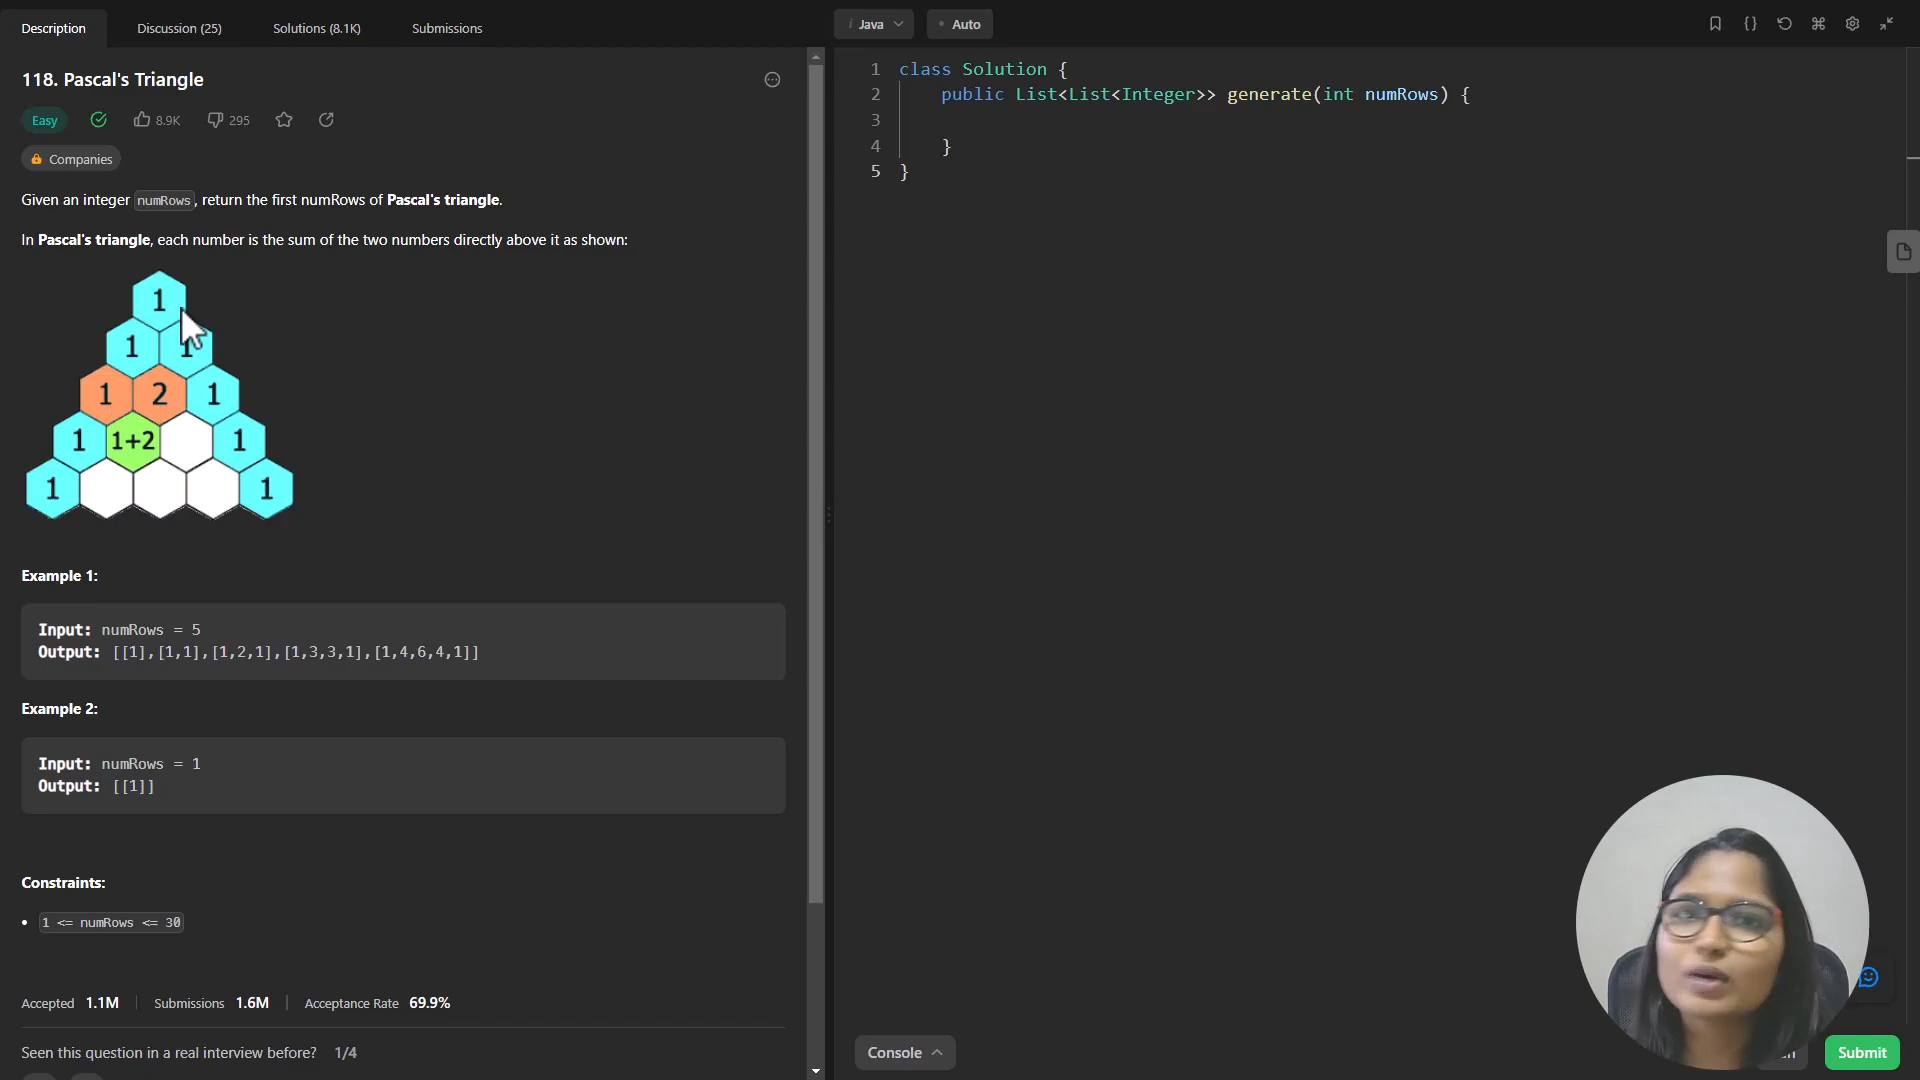 Description
Discussion (25)
Solutions (8.1K)
Submissions
118. Pascal's Triangle
Easy
8.9K
295
Companies
Given an integer numRows, return the first numRows of Pascal's triangle.
In Pascal's triangle, each number is the sum of the two numbers directly above it as shown:
1
1 1
1 2 1
1 1+2 1
1 1
Example 1:
Input: numRows = 5
Output: [[1],[1,1],[1,2,1],[1,3,3,1],[1,4,6,4,1]]
Example 2:
Input: numRows = 1
Output: [[1]]
Constraints:
• 1 <= numRows <= 30
Accepted 1.1M | Submissions 1.6M | Acceptance Rate 69.9%
Seen this question in a real interview before? 1/4
i Java
Auto
1 class Solution {
2 public List<List<Integer>> generate(int numRows) {
3
4 }
5 }
Console
Submit